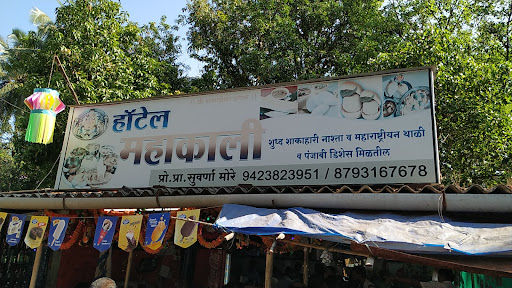 हॉटेल
महाकाली
शुध्द शाकाहारी नाश्ता व महाराष्ट्रीयन थाळी
व पंजाबी डिशेस मिळतील
प्रो.प्रा.सुवर्णा मोरे 9423823951 / 8793167678